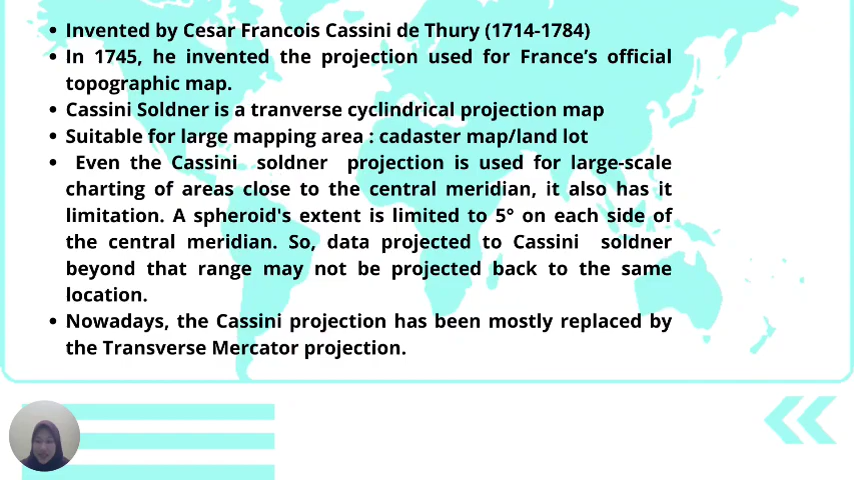 • Invented by Cesar Francois Cassini de Thury (1714-1784)
• In 1745, he invented the projection used for France’s official
topographic map.
• Cassini Soldner is a tranverse cyclindrical projection map
• Suitable for large mapping area : cadaster map/land lot
• Even the Cassini soldner projection is used for large-scale
charting of areas close to the central meridian, it also has it
limitation. A spheroid's extent is limited to 5° on each side of
the central meridian. So, data projected to Cassini soldner
beyond that range may not be projected back to the same
location.
• Nowadays, the Cassini projection has been mostly replaced by
the Transverse Mercator projection.